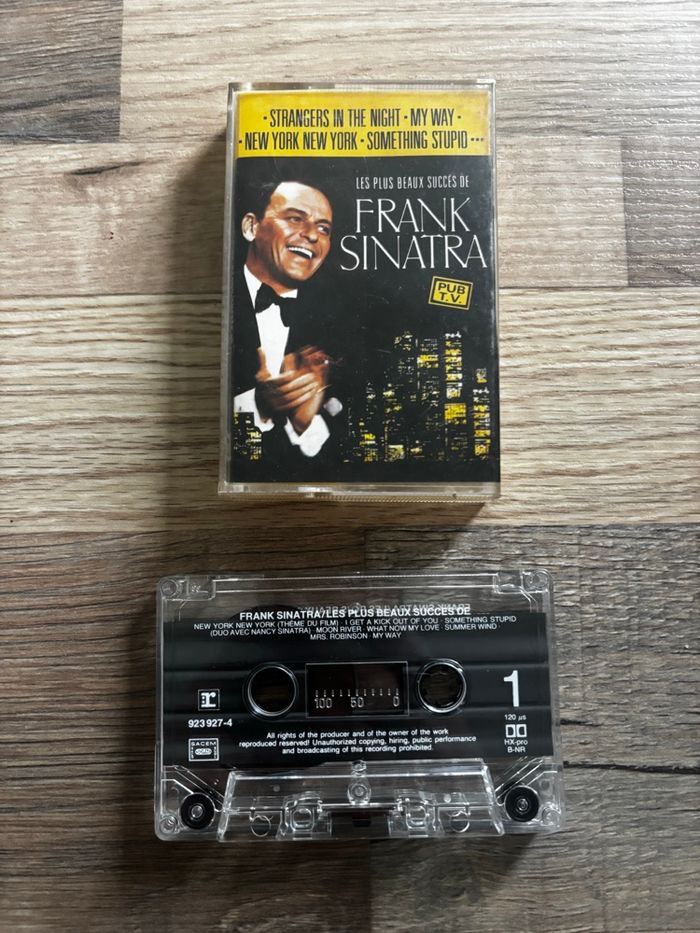 • STRANGERS IN THE NIGHT • MY WAY •
• NEW YORK NEW YORK • SOMETHING STUPID •••
LES PLUS BEAUX SUCCÉS DE
FRANK
SINATRA
PUB
T.V.
FRANK SINATRA/LES PLUS BEAUX SUCCES DE
NEW YORK NEW YORK (THÈME DU FILM) · I GET A KICK OUT OF YOU · SOMETHING STUPID
(DUO AVEC NANCY SINATRA) · MOON RIVER · WHAT NOW MY LOVE · SUMMER WIND ·
MRS. ROBINSON · MY WAY
r
923 927-4
100 50 0
1
120 µs
HX-pro
B-NR
SACEM
All rights of the producer and of the owner of the work
reproduced reserved! Unauthorized copying, hiring, public performance
and broadcasting of this recording prohibited.